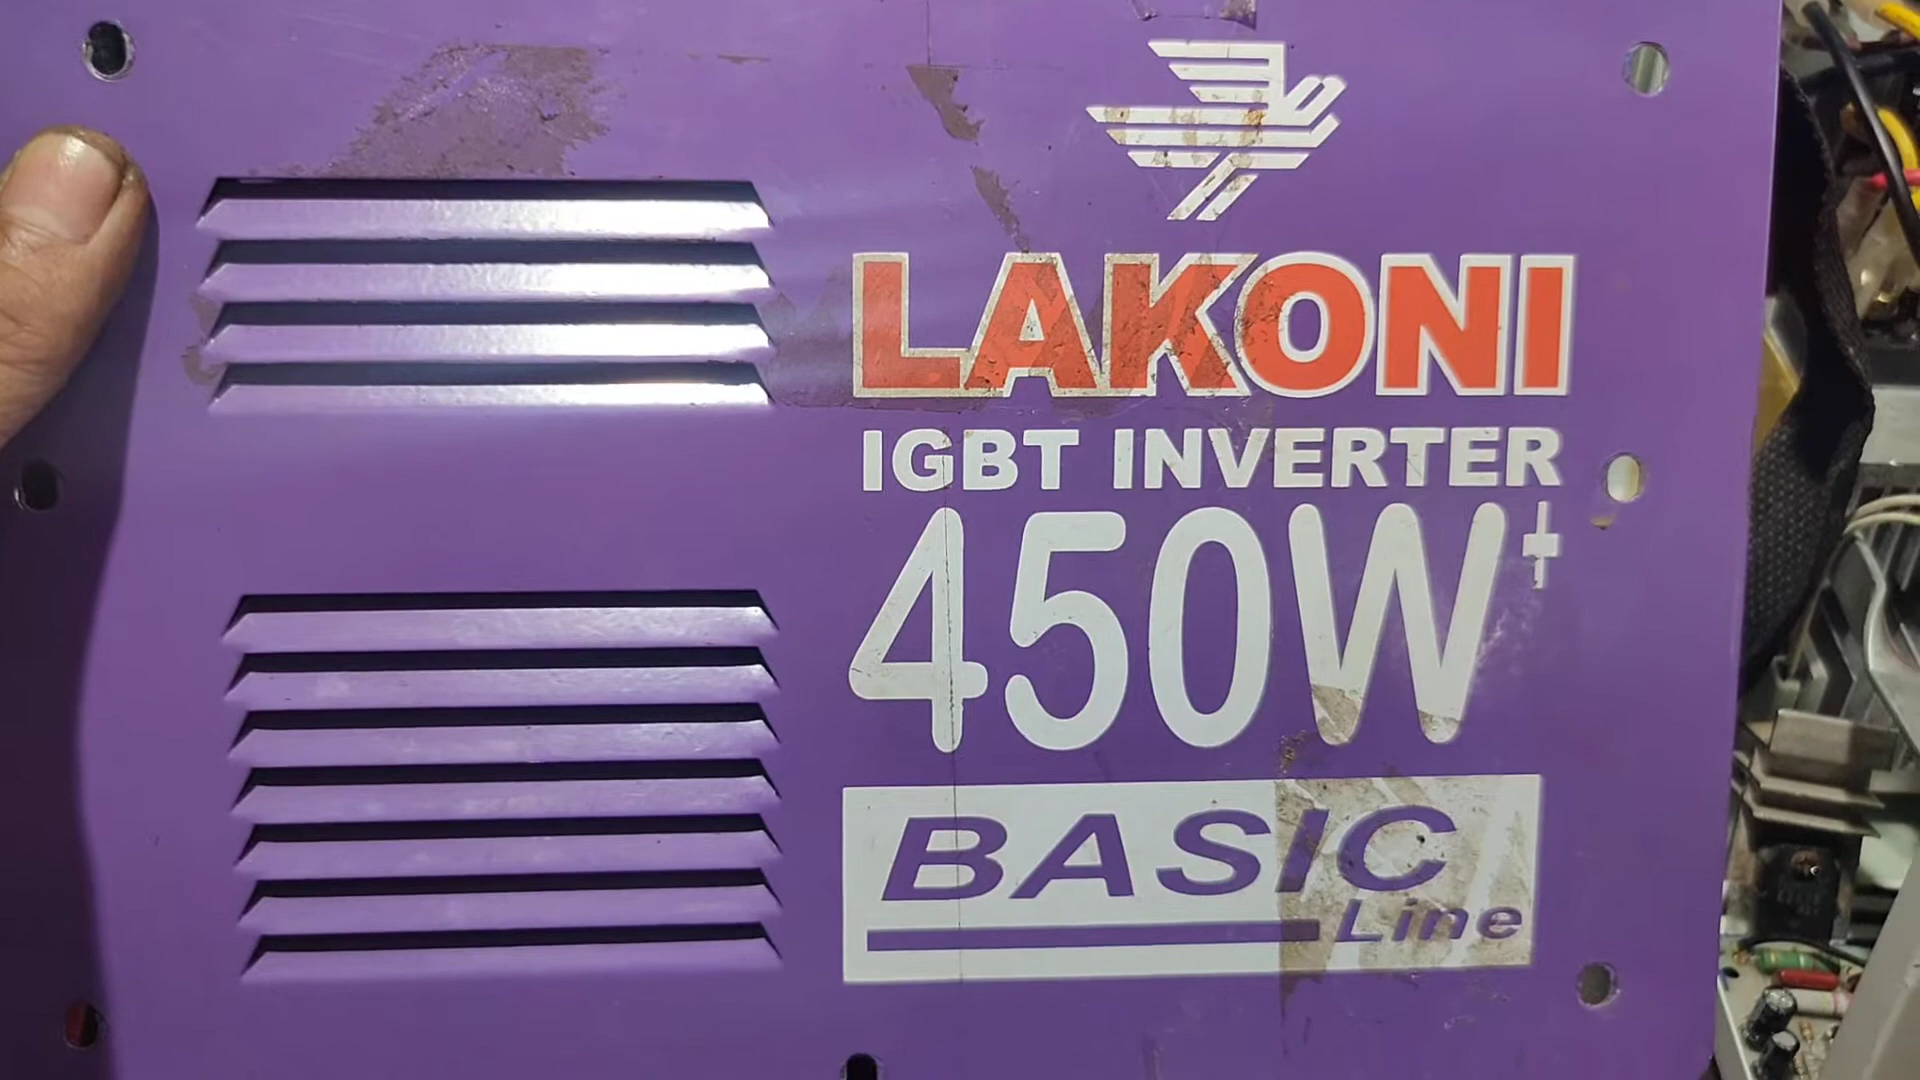 LAKONI
IGBT INVERTER
450W+
BASIC
Line